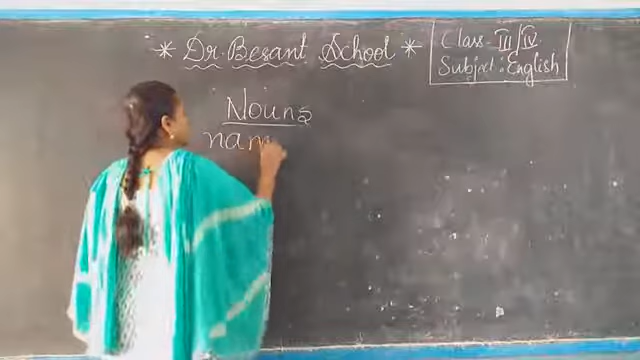 * Dr. Besant School *
Class - III/IV
Subject : English
Nouns
nam